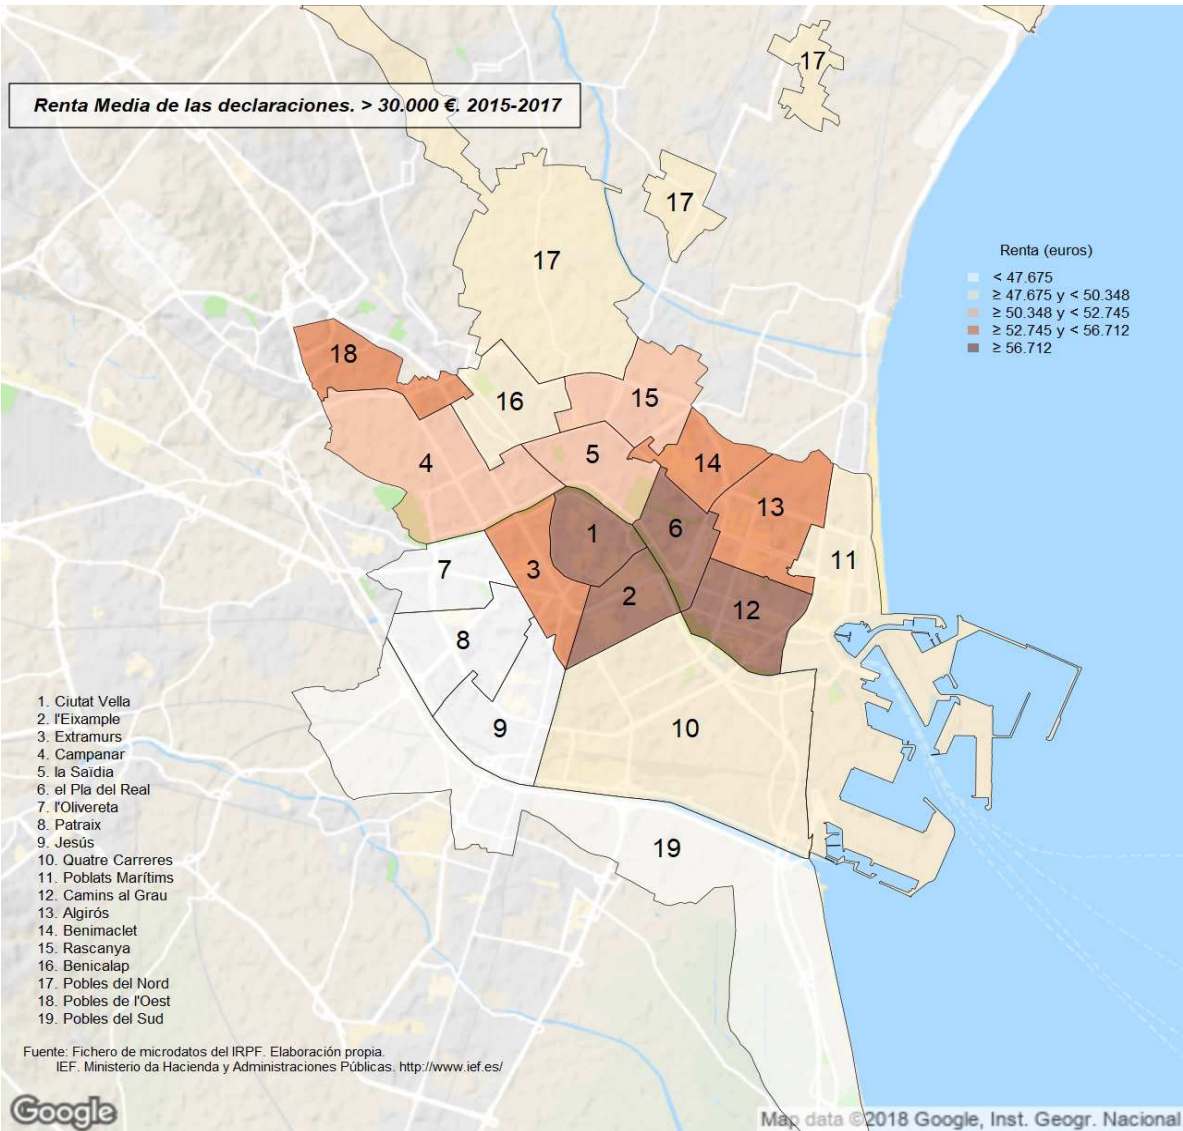 17
Renta Media de las declaraciones. > 30.000 €. 2015-2017
17
17
Renta (euros)
< 47.675
≥ 47.675 y < 50.348
≥ 50.348 y < 52.745
≥ 52.745 y < 56.712
≥ 56.712
18
16
15
4
5
14
13
1
6
11
7
3
2
12
8
9
10
19
1. Ciutat Vella
2. l'Eixample
3. Extramurs
4. Campanar
5. la Saïdia
6. el Pla del Real
7. l'Olivereta
8. Patraix
9. Jesús
10. Quatre Carreres
11. Poblats Marítims
12. Camins al Grau
13. Algirós
14. Benimaclet
15. Rascanya
16. Benicalap
17. Pobles del Nord
18. Pobles de l'Oest
19. Pobles del Sud
Fuente: Fichero de microdatos del IRPF. Elaboración propia.
IEF. Ministerio da Hacienda y Administraciones Públicas. http://www.ief.es/
Google
Map data ©2018 Google, Inst. Geogr. Nacional